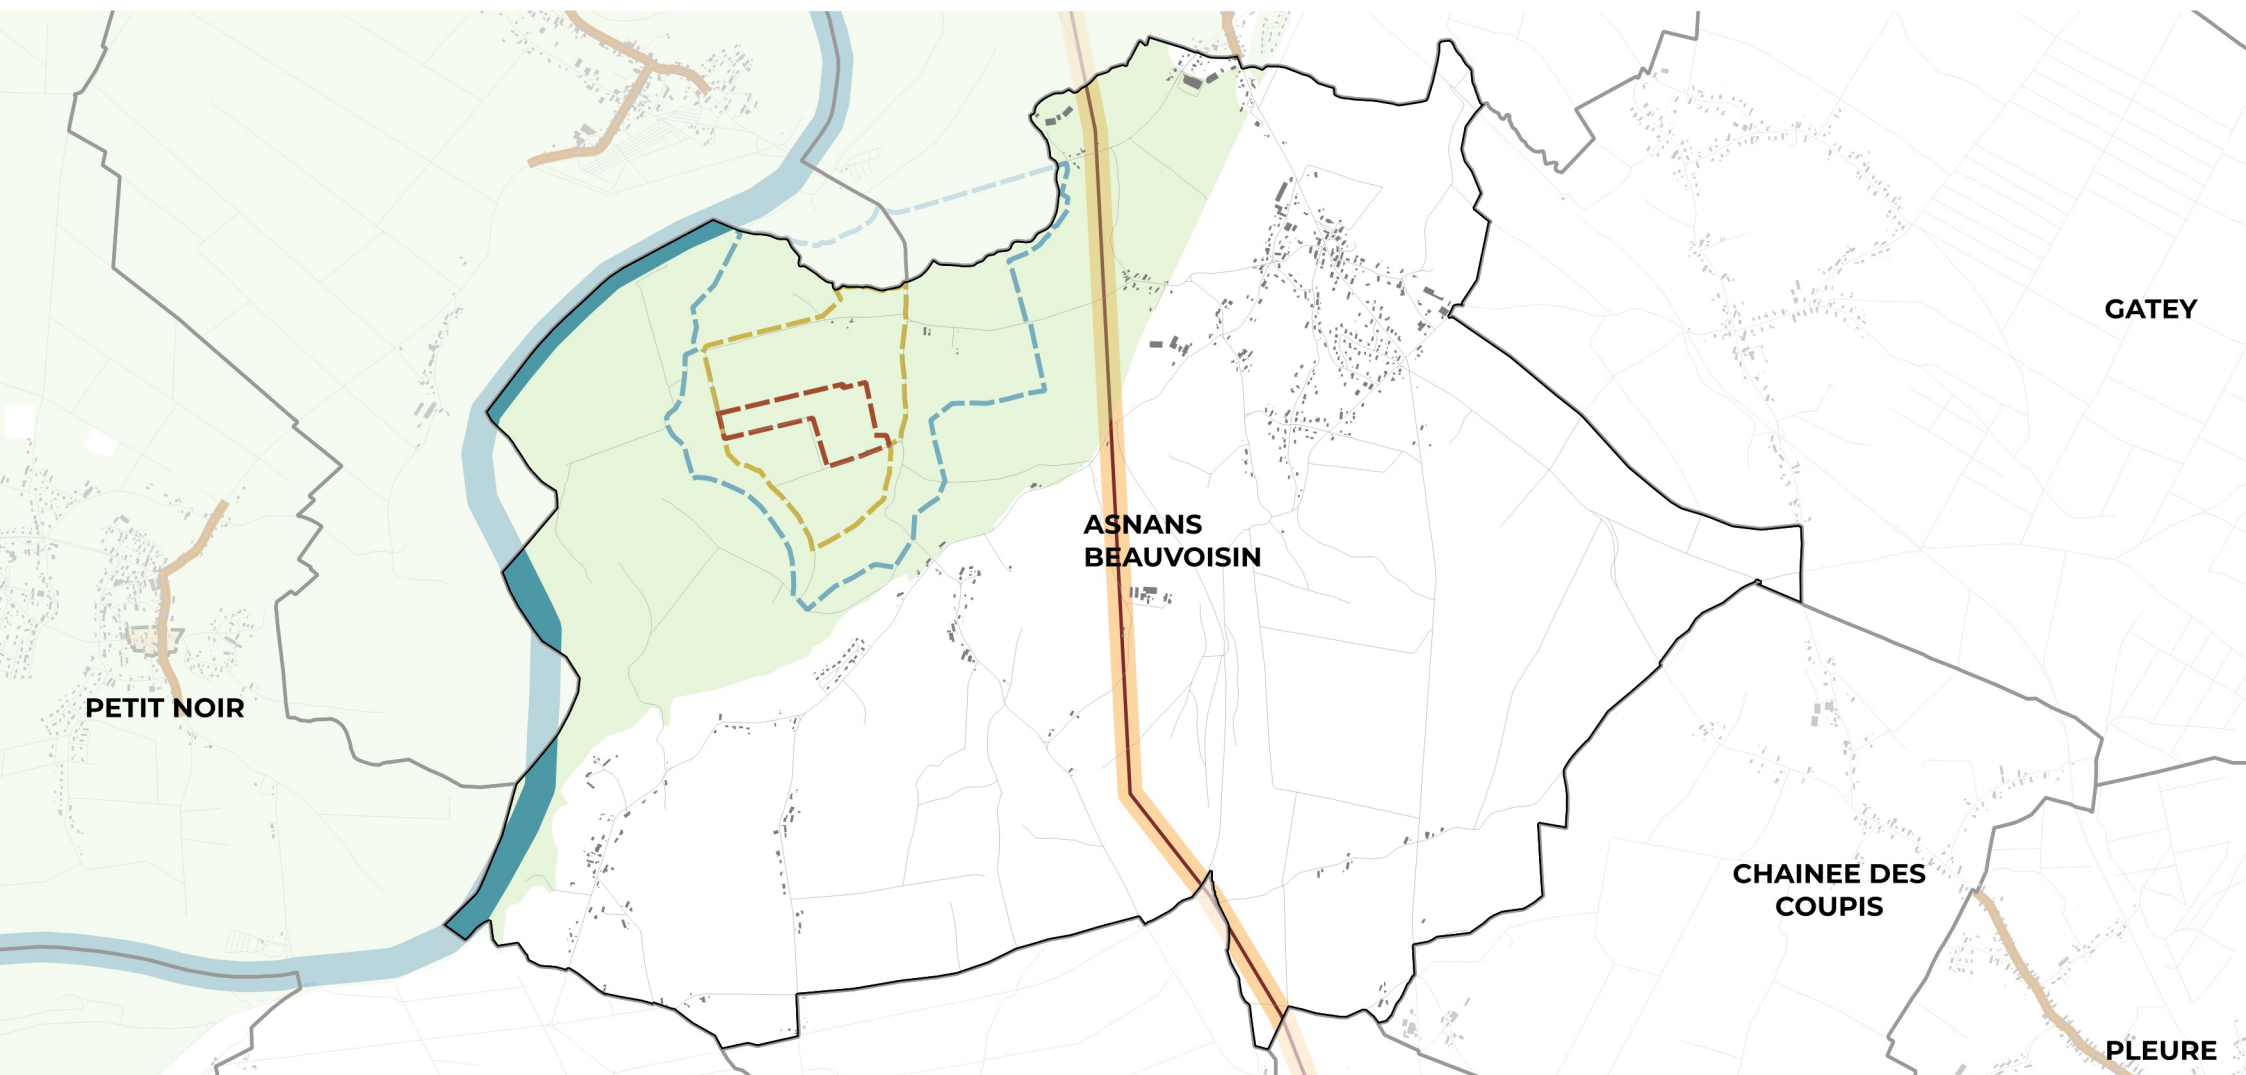 GATEY
ASNANS
BEAUVOISIN
PETIT NOIR
CHAINEE DES
COUPIS
PLEURE